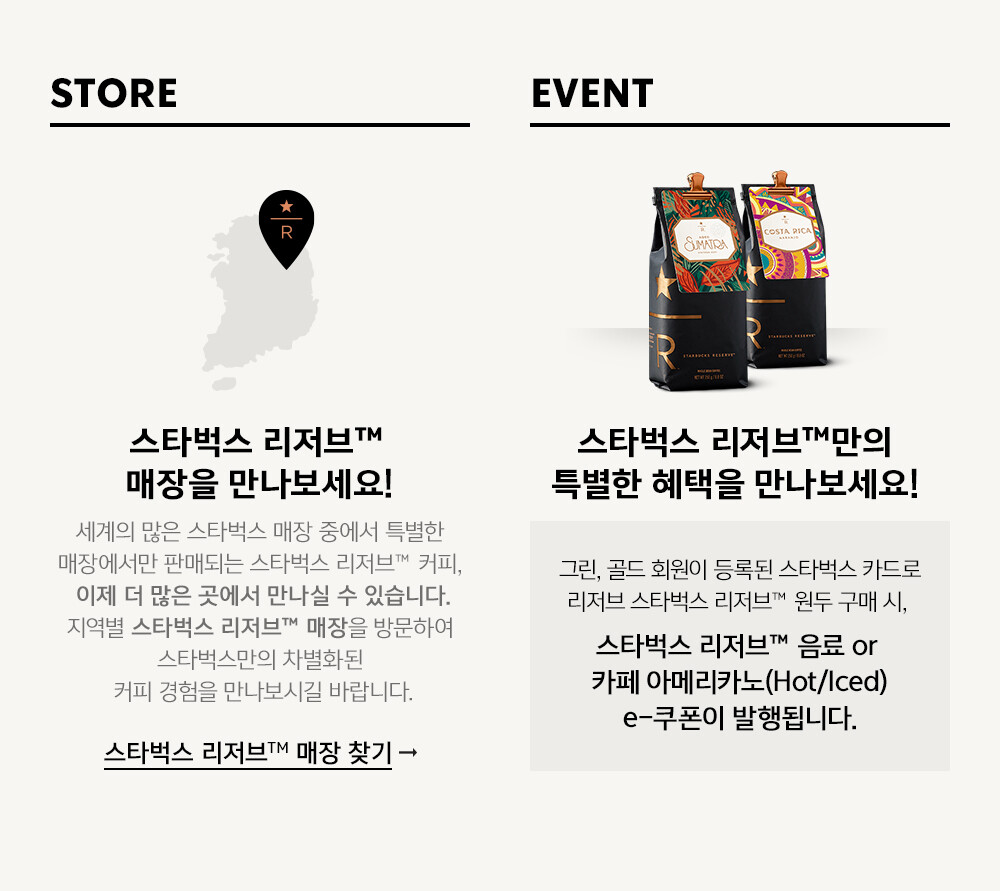 STORE
★
R
스타벅스 리저브™
매장을 만나보세요!
세계의 많은 스타벅스 매장 중에서 특별한
매장에서만 판매되는 스타벅스 리저브™ 커피,
이제 더 많은 곳에서 만나실 수 있습니다.
지역별 스타벅스 리저브™ 매장을 방문하여
스타벅스만의 차별화된
커피 경험을 만나보시길 바랍니다.
스타벅스 리저브™ 매장 찾기→
EVENT
SUMATRA
R
STARBUCKS RESERVE
COSTA RICA
NARANJO
R
STARBUCKS RESERVE
스타벅스 리저브™만의
특별한 혜택을 만나보세요!
그린, 골드 회원이 등록된 스타벅스 카드로
리저브 스타벅스 리저브™ 원두 구매 시,
스타벅스 리저브™ 음료 or
카페 아메리카노(Hot/Iced)
e-쿠폰이 발행됩니다.